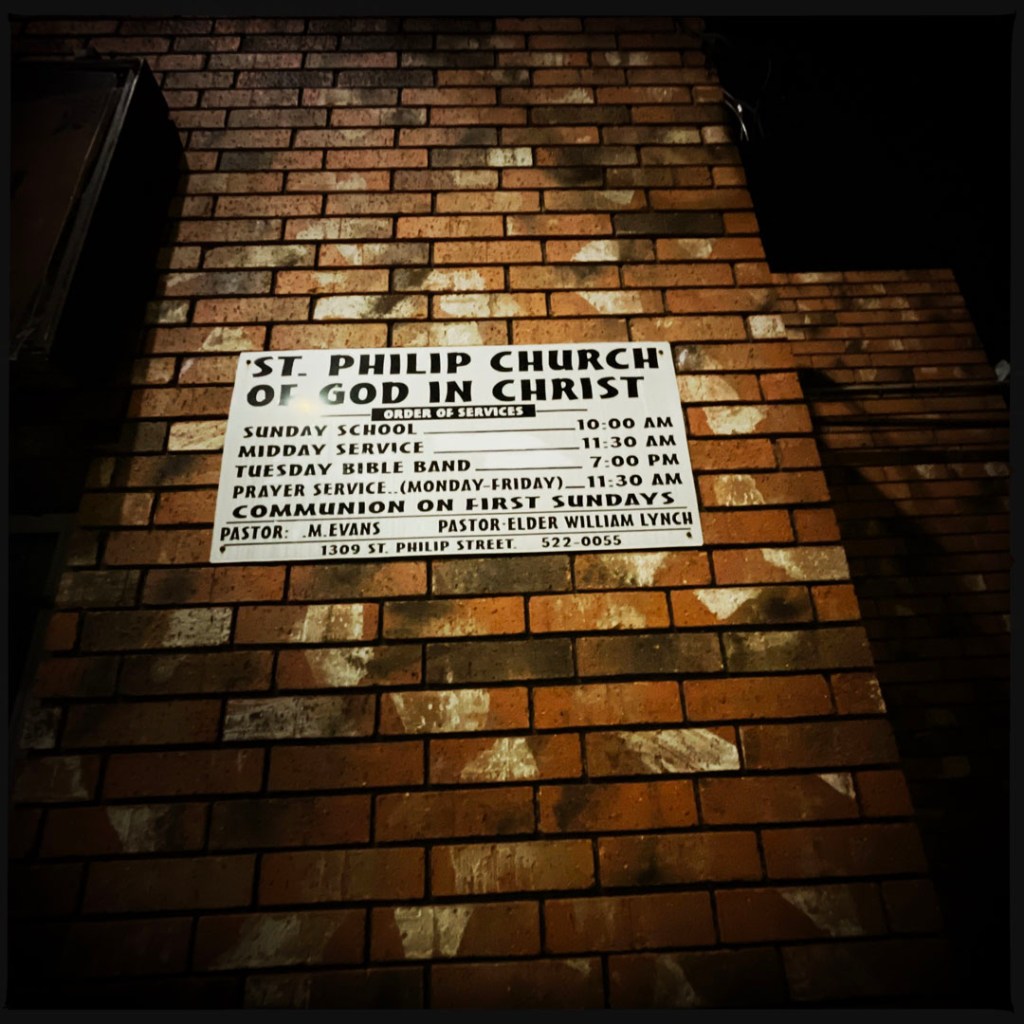 ST. PHILIP CHURCH
OF GOD IN CHRIST
ORDER OF SERVICES
SUNDAY SCHOOL 10:00 AM
MIDDAY SERVICE 11:30 AM
TUESDAY BIBLE BAND 7:00 PM
PRAYER SERVICE..(MONDAY-FRIDAY) 11:30 AM
COMMUNION ON FIRST SUNDAYS
PASTOR: .M.EVANS PASTOR-ELDER WILLIAM LYNCH
1309 ST. PHILIP STREET. 522-0055